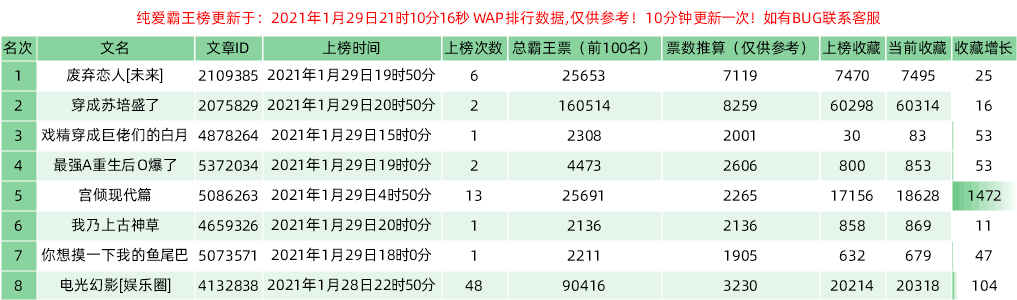 纯爱霸王榜更新于：2021年1月29日21时10分16秒 WAP排行数据,仅供参考！10分钟更新一次！如有BUG联系客服
名次 文名 文章ID 上榜时间 上榜次数 总霸王票（前100名） 票数推算（仅供参考） 上榜收藏 当前收藏 收藏增长
1 废弃恋人[未来] 2109385 2021年1月29日19时50分 6 25653 7119 7470 7495 25
2 穿成苏培盛了 2075829 2021年1月29日20时50分 2 160514 8259 60298 60314 16
3 戏精穿成巨佬们的白月 4878264 2021年1月29日15时0分 1 2308 2001 30 83 53
4 最强A重生后O爆了 5372034 2021年1月29日19时0分 2 4473 2606 800 853 53
5 宫倾现代篇 5086263 2021年1月29日4时50分 13 25691 2265 17156 18628 1472
6 我乃上古神草 4659326 2021年1月29日20时0分 1 2136 2136 858 869 11
7 你想摸一下我的鱼尾巴 5073571 2021年1月29日18时0分 1 2211 1905 632 679 47
8 电光幻影[娱乐圈] 4132838 2021年1月28日22时50分 48 90416 3230 20214 20318 104